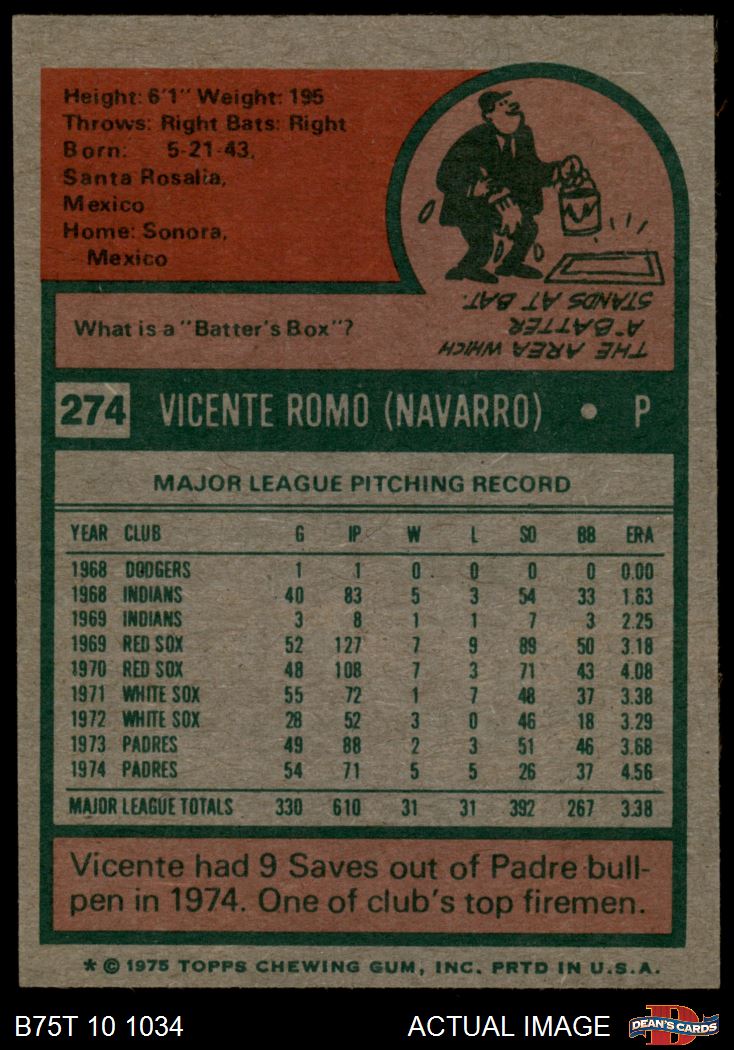 Height: 6'1" Weight: 195
Throws: Right Bats: Right
Born: 5-21-43,
Santa Rosalia,
Mexico
Home: Sonora,
Mexico
What is a "Batter's Box"?
THE AREA WHICH
A BATTER
STANDS AT BAT.
274 VICENTE ROMO (NAVARRO) • P
MAJOR LEAGUE PITCHING RECORD
YEAR CLUB G IP W L SO BB ERA
1968 DODGERS 1 1 0 0 0 0 0.00
1968 INDIANS 40 83 5 3 54 33 1.63
1969 INDIANS 3 8 1 1 7 3 2.25
1969 RED SOX 52 127 7 9 89 50 3.18
1970 RED SOX 48 108 7 3 71 43 4.08
1971 WHITE SOX 55 72 1 7 48 37 3.38
1972 WHITE SOX 28 52 3 0 46 18 3.29
1973 PADRES 49 88 2 3 51 46 3.68
1974 PADRES 54 71 5 5 26 37 4.56
MAJOR LEAGUE TOTALS 330 610 31 31 392 267 3.38
Vicente had 9 Saves out of Padre bull-
pen in 1974. One of club's top firemen.
* © 1975 TOPPS CHEWING GUM, INC. PRTD IN U.S.A.
B75T 10 1034 ACTUAL IMAGE DEAN'S CARDS